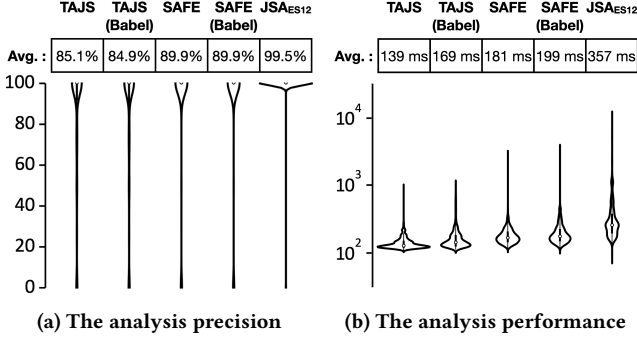 TAJS TAJS (Babel) SAFE SAFE (Babel) JSAES12
Avg. : 85.1% 84.9% 89.9% 89.9% 99.5%
100
80
60
40
20
0
(a) The analysis precision
TAJS TAJS (Babel) SAFE SAFE (Babel) JSAES12
Avg. : 139 ms 169 ms 181 ms 199 ms 357 ms
10^4
10^3
10^2
(b) The analysis performance